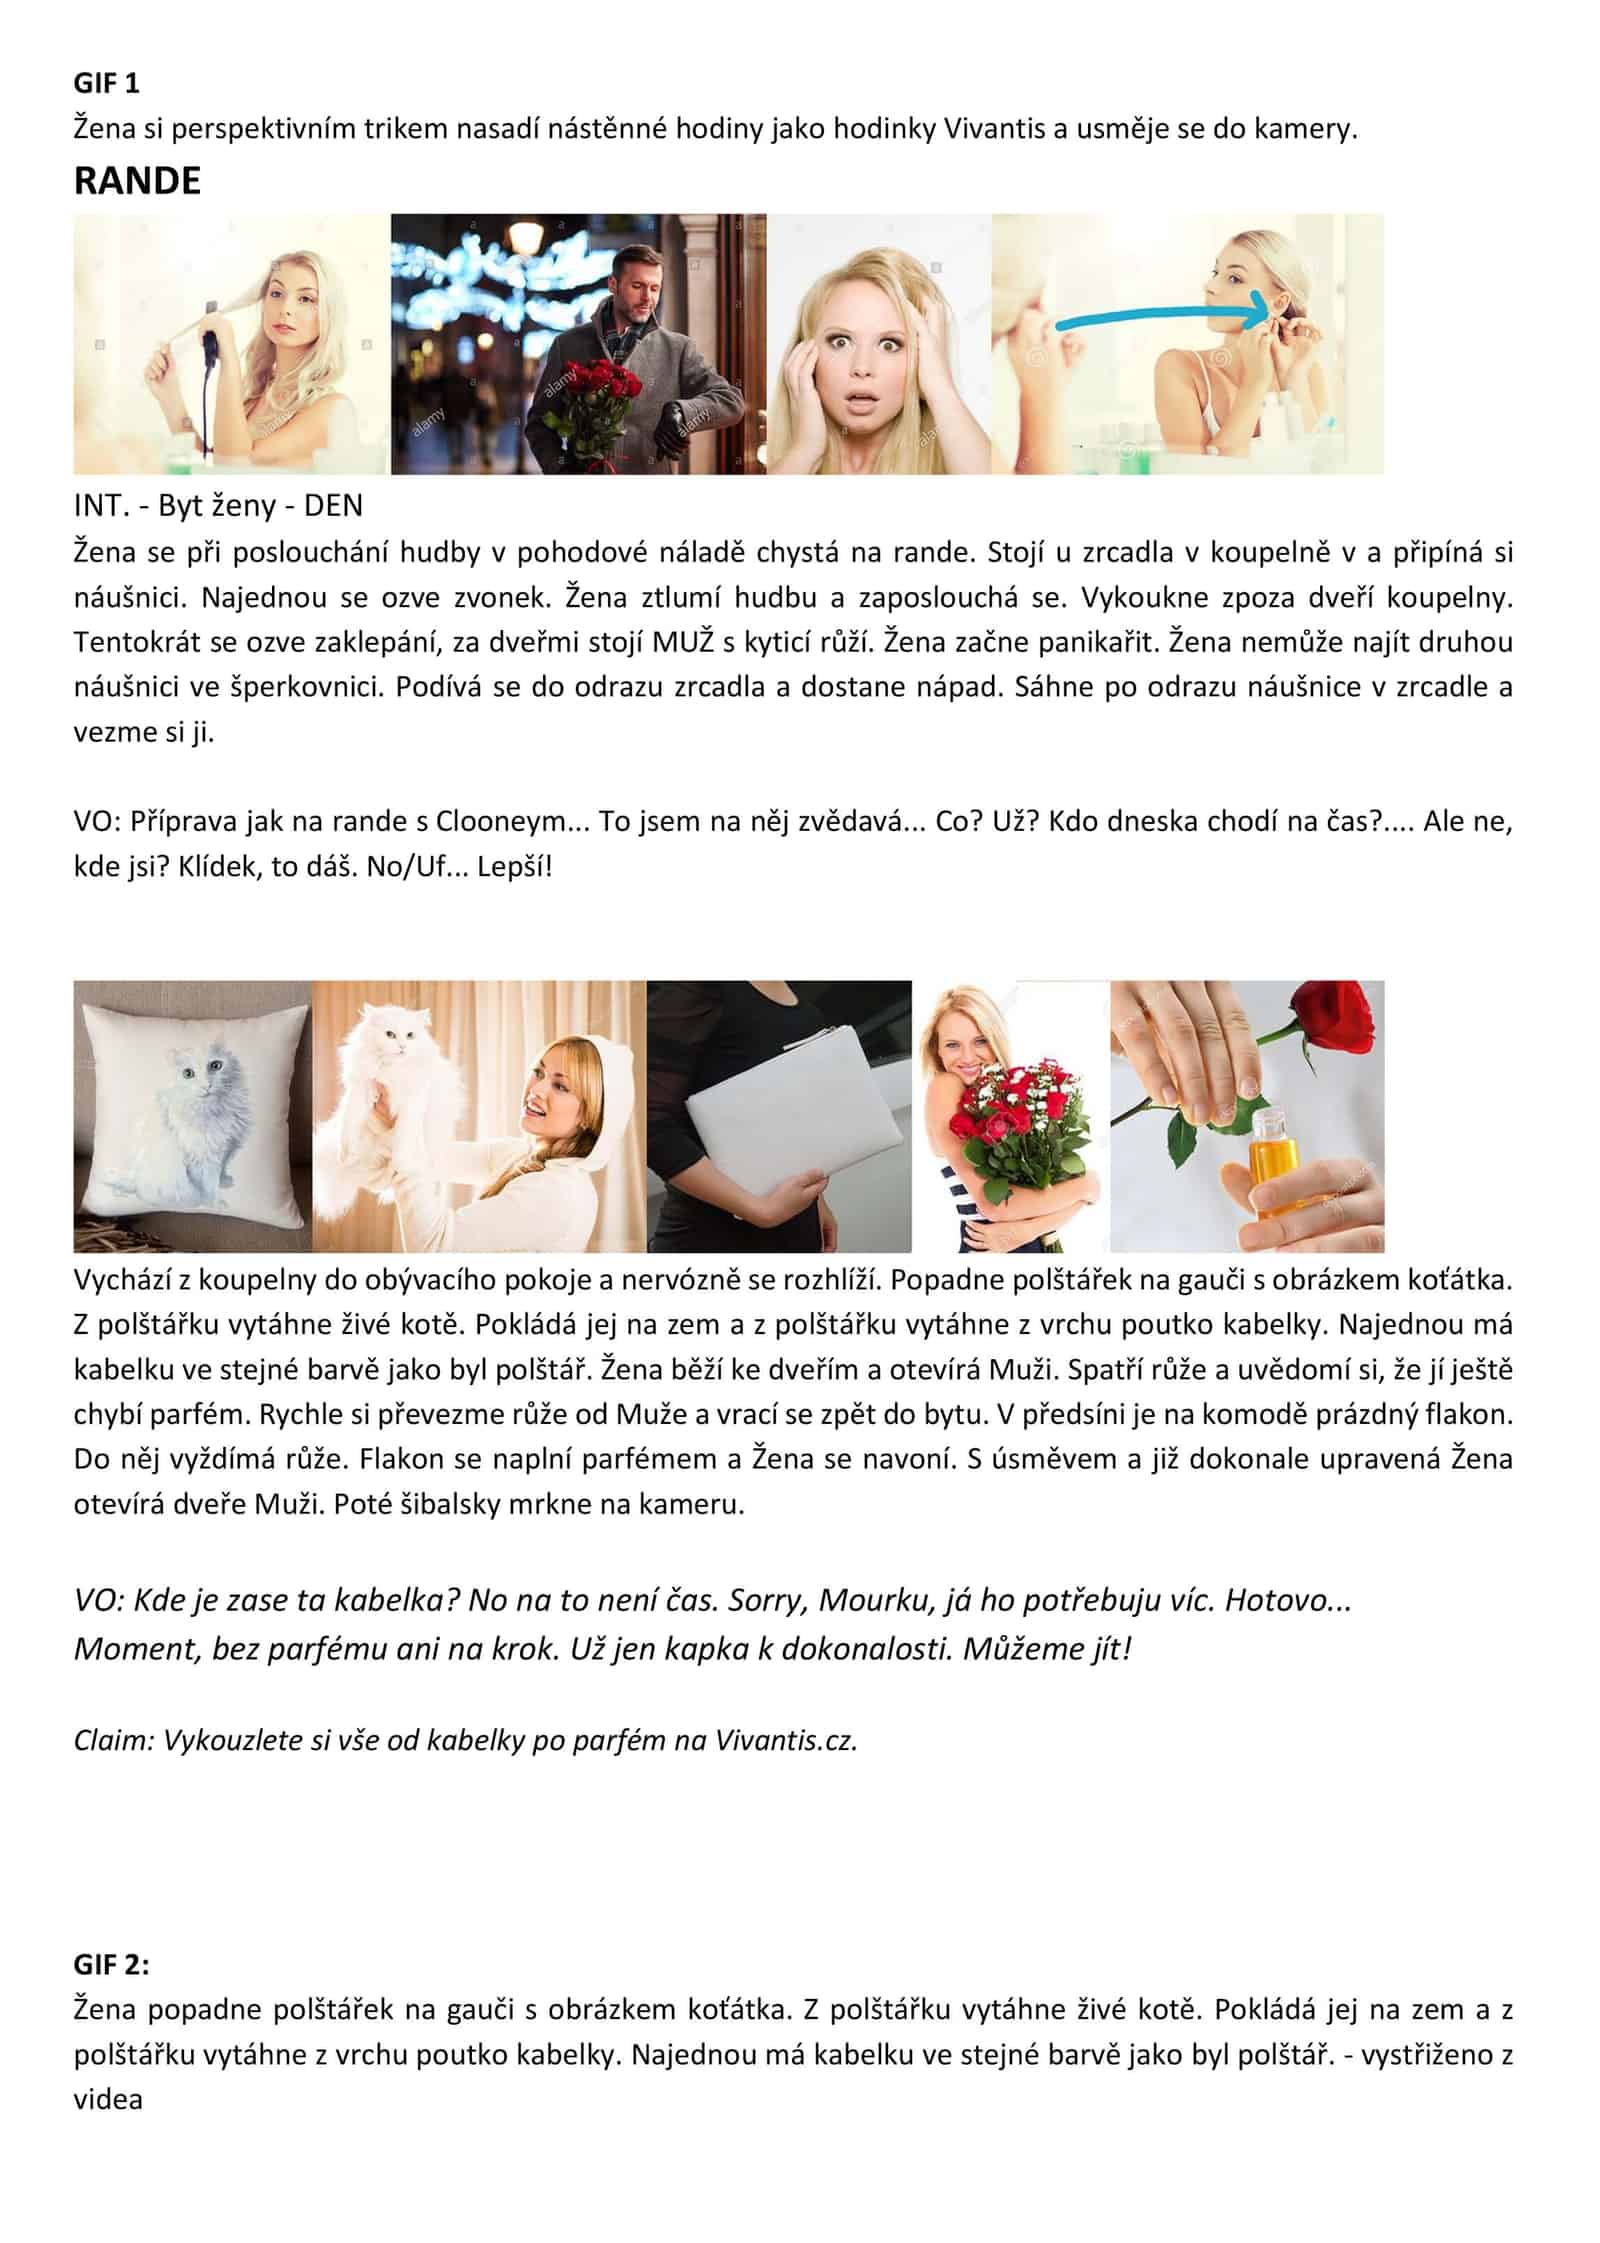 GIF 1
Žena si perspektivním trikem nasadí nástěnné hodiny jako hodinky Vivantis a usměje se do kamery.
RANDE
alamy
alamy
alamy
alamy
INT. - Byt ženy - DEN
Žena se při poslouchání hudby v pohodové náladě chystá na rande. Stojí u zrcadla v koupelně v a připíná si
náušnici. Najednou se ozve zvonek. Žena ztlumí hudbu a zaposlouchá se. Vykoukne zpoza dveří koupelny.
Tentokrát se ozve zaklepání, za dveřmi stojí MUŽ s kyticí růží. Žena začne panikařit. Žena nemůže najít druhou
náušnici ve šperkovnici. Podívá se do odrazu zrcadla a dostane nápad. Sáhne po odrazu náušnice v zrcadle a
vezme si ji.
VO: Příprava jak na rande s Clooneym... To jsem na něj zvědavá... Co? Už? Kdo dneska chodí na čas?.... Ale ne,
kde jsi? Klídek, to dáš. No/Uf... Lepší!
Vychází z koupelny do obývacího pokoje a nervózně se rozhlíží. Popadne polštářek na gauči s obrázkem koťátka.
Z polštářku vytáhne živé kotě. Pokládá jej na zem a z polštářku vytáhne z vrchu poutko kabelky. Najednou má
kabelku ve stejné barvě jako byl polštář. Žena běží ke dveřím a otevírá Muži. Spatří růže a uvědomí si, že jí ještě
chybí parfém. Rychle si převezme růže od Muže a vrací se zpět do bytu. V předsíni je na komodě prázdný flakon.
Do něj vyždímá růže. Flakon se naplní parfémem a Žena se navoní. S úsměvem a již dokonale upravená Žena
otevírá dveře Muži. Poté šibalsky mrkne na kameru.
VO: Kde je zase ta kabelka? No na to není čas. Sorry, Mourku, já ho potřebuju víc. Hotovo...
Moment, bez parfému ani na krok. Už jen kapka k dokonalosti. Můžeme jít!
Claim: Vykouzlete si vše od kabelky po parfém na Vivantis.cz.
GIF 2:
Žena popadne polštářek na gauči s obrázkem koťátka. Z polštářku vytáhne živé kotě. Pokládá jej na zem a z
polštářku vytáhne z vrchu poutko kabelky. Najednou má kabelku ve stejné barvě jako byl polštář. - vystřiženo z
videa